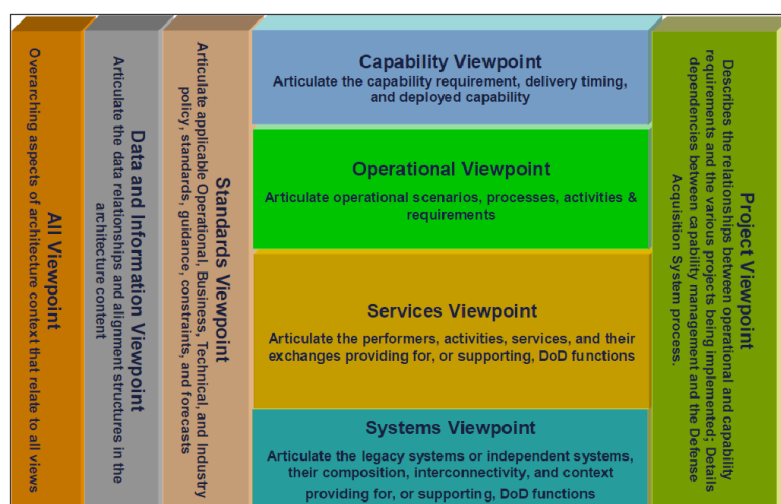 All Viewpoint
Overarching aspects of architecture context that relate to all views
Data and Information Viewpoint
Articulate the data relationships and alignment structures in the
architecture content
Standards Viewpoint
Articulate applicable Operational, Business, Technical, and Industry
policy, standards, guidance, constraints, and forecasts
Capability Viewpoint
Articulate the capability requirement, delivery timing,
and deployed capability
Operational Viewpoint
Articulate operational scenarios, processes, activities &
requirements
Services Viewpoint
Articulate the performers, activities, services, and their
exchanges providing for, or supporting, DoD functions
Systems Viewpoint
Articulate the legacy systems or independent systems,
their composition, interconnectivity, and context
providing for, or supporting, DoD functions
Project Viewpoint
Describes the relationships between operational and capability
requirements and the various projects being implemented; Details
dependencies between capability management and the Defense
Acquisition System process.